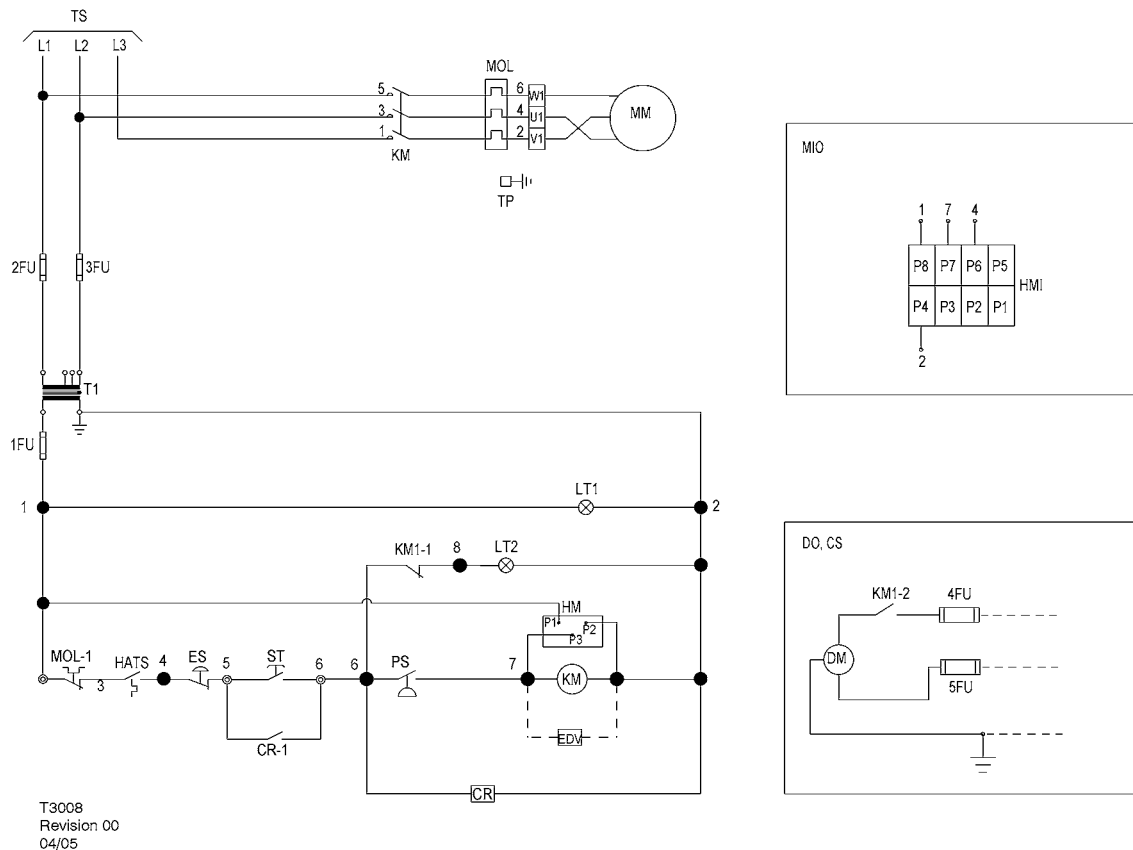 TS
L1 L2 L3
MOL
5 6 W1
3 4 U1 MM
1 2 V1
KM
TP
2FU 3FU
T1
1FU
1 LT1 2
KM1-1 8 LT2
HM
P1 P2
P3
MOL-1 HATS 4 ES 5 ST 6 6 PS 7 KM
3
CR-1
EDV
CR
T3008
Revision 00
04/05
MIO
1 7 4
P8 P7 P6 P5
HMI
P4 P3 P2 P1
2
DO, CS
KM1-2 4FU
DM
5FU